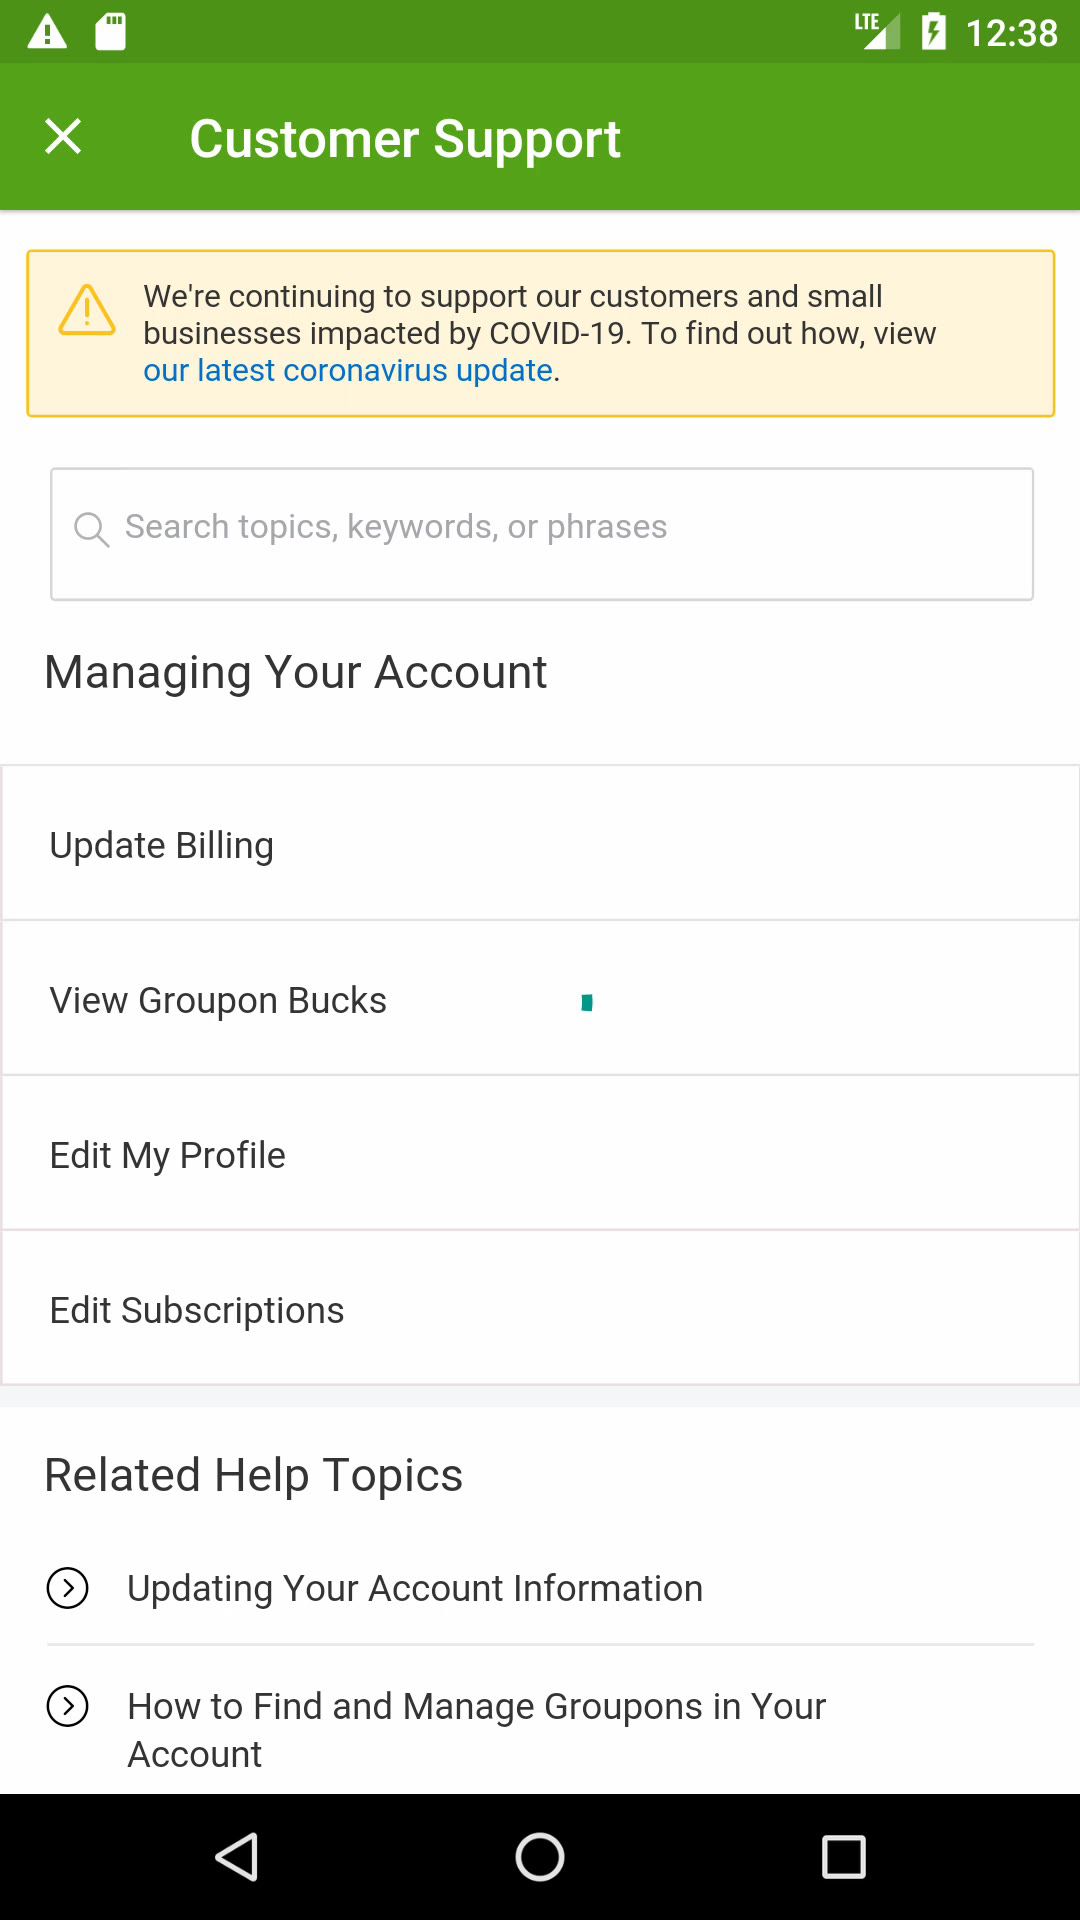 LTE 12:38
Customer Support
We're continuing to support our customers and small
businesses impacted by COVID-19. To find out how, view
our latest coronavirus update.
Search topics, keywords, or phrases
Managing Your Account
Update Billing
View Groupon Bucks
Edit My Profile
Edit Subscriptions
Related Help Topics
Updating Your Account Information
How to Find and Manage Groupons in Your
Account